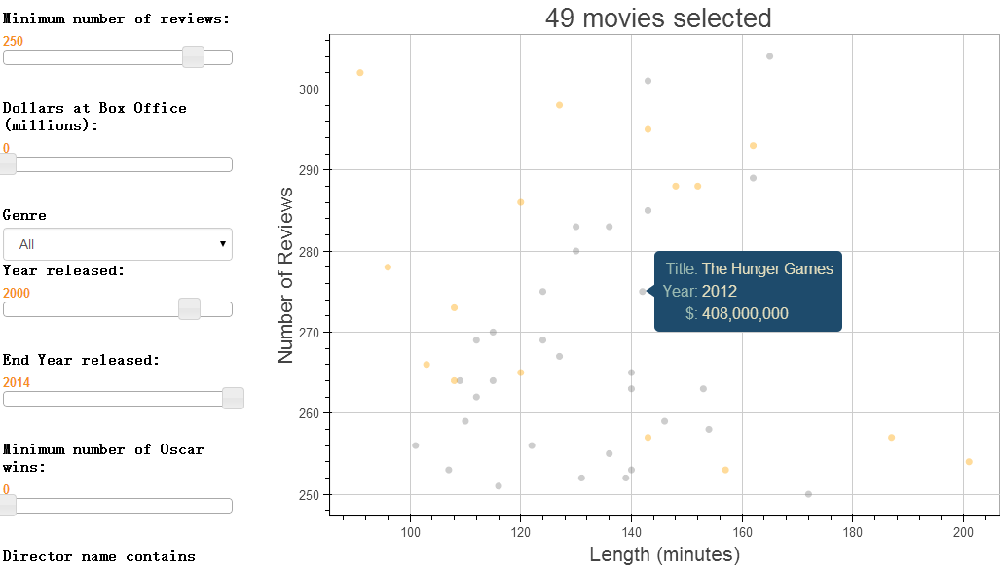 Minimum number of reviews:
250
Dollars at Box Office
(millions):
0
Genre
All
Year released:
2000
End Year released:
2014
Minimum number of Oscar
wins:
0
Director name contains
49 movies selected
Number of Reviews
300
290
280
270
260
250
Title: The Hunger Games
Year: 2012
$: 408,000,000
100 120 140 160 180 200
Length (minutes)